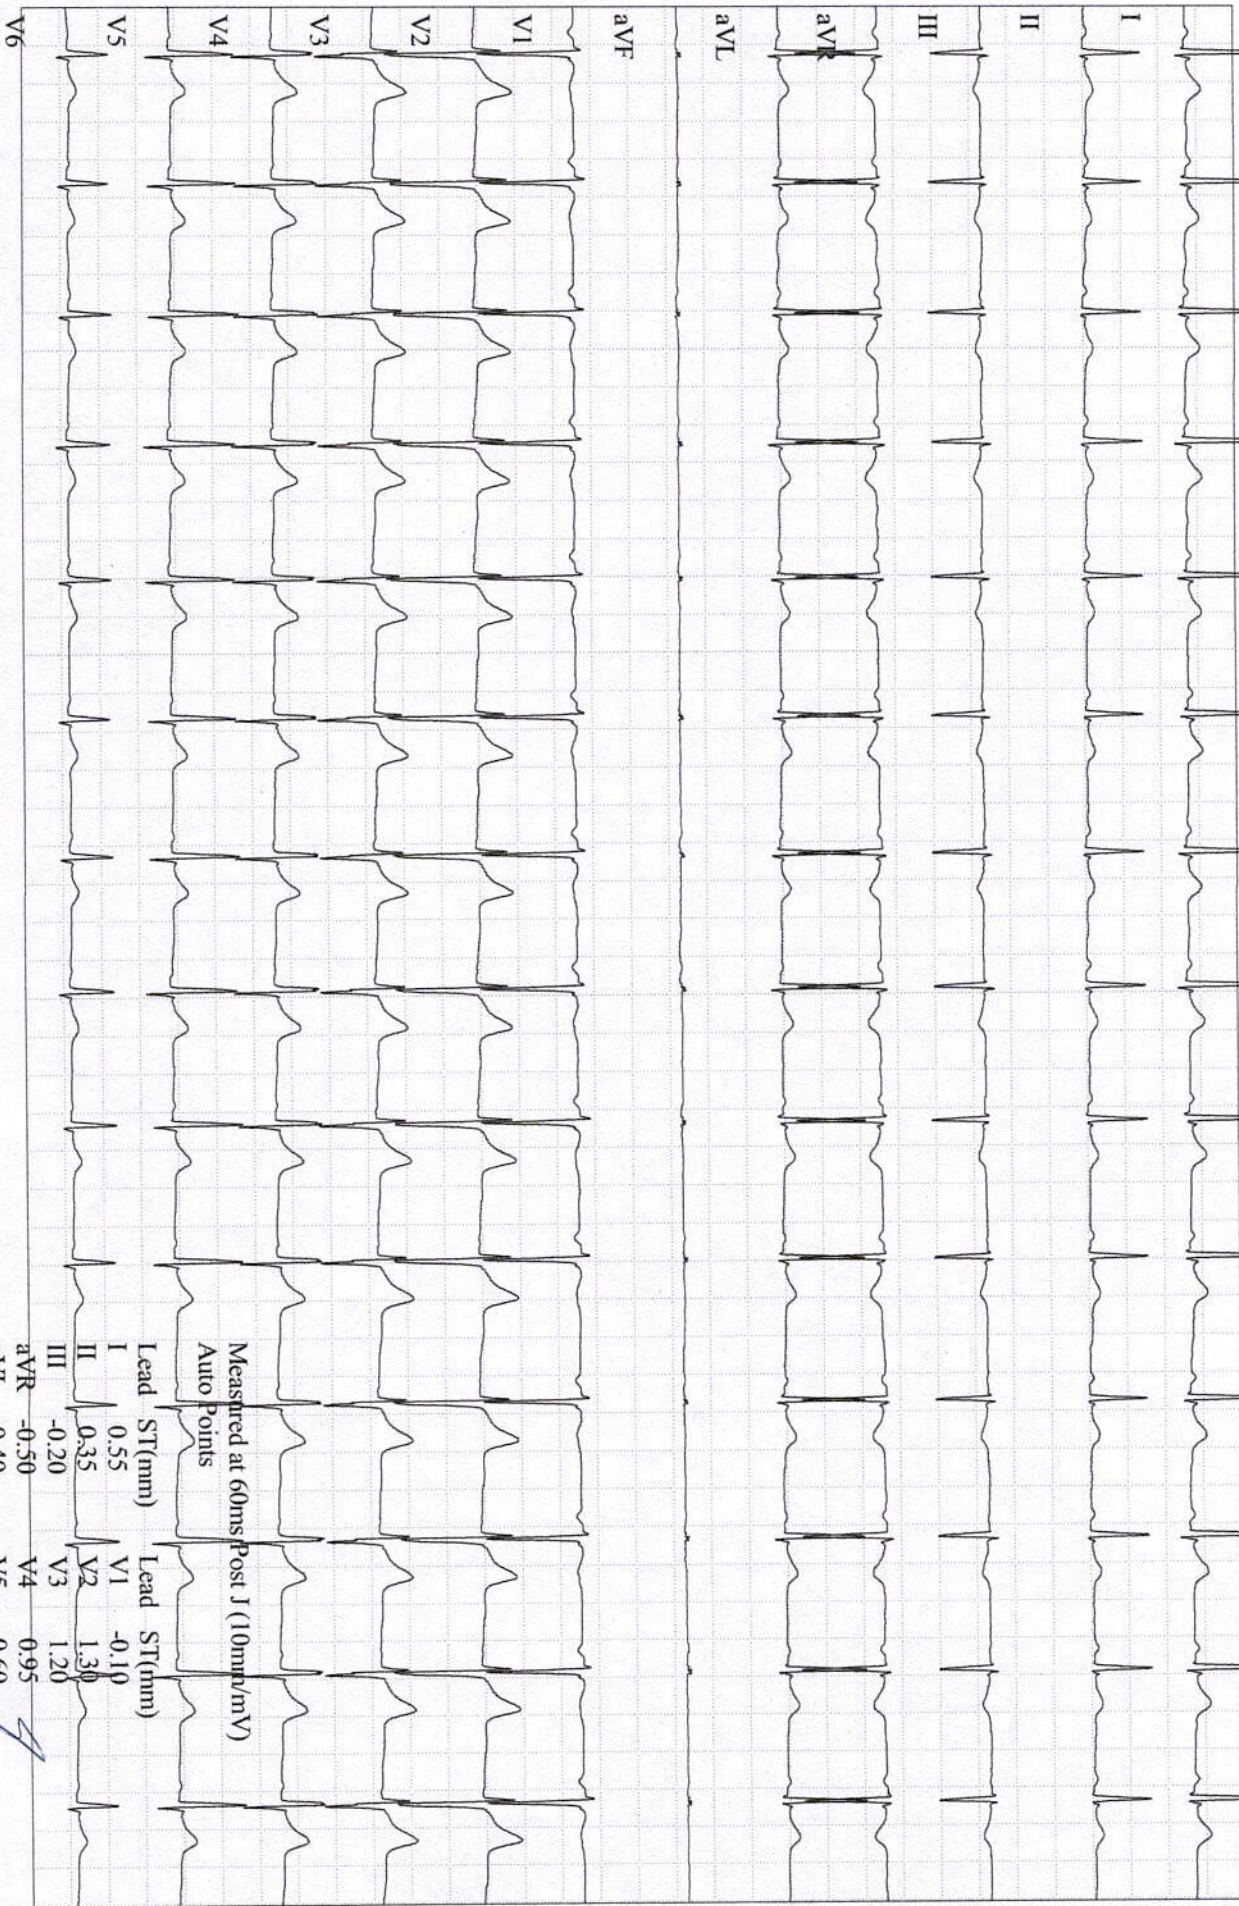 I
II
III
aVR
aVL
aVF
V1
V2
V3
V4
V5
V6
Measured at 60ms Post J (10mm/mV)
Auto Points
Lead ST(mm) Lead ST(mm)
I 0.55 V1 -0.10
II 0.35 V2 1.30
III -0.20 V3 1.20
aVR -0.50 V4 0.95